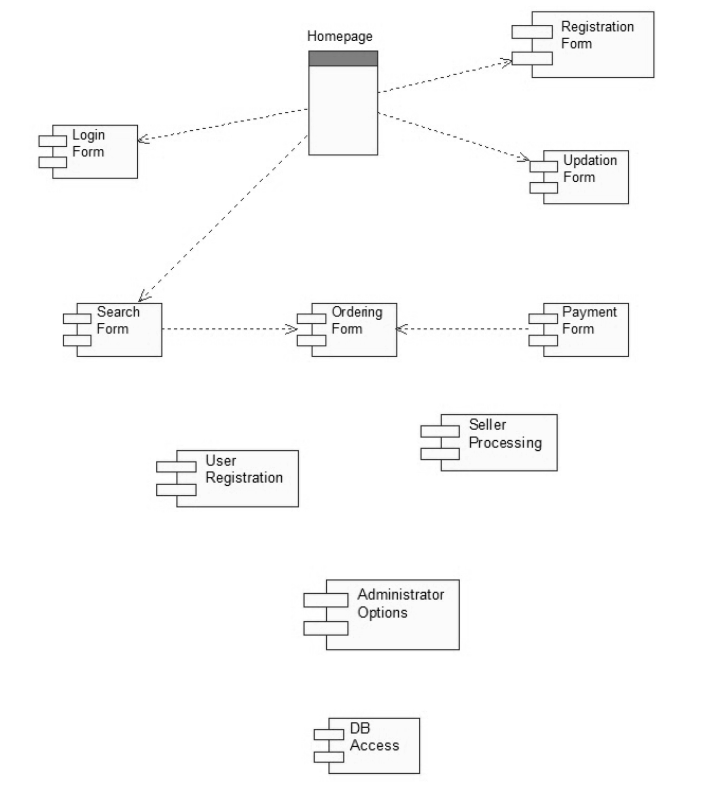 Homepage
Registration
Form
Login
Form
Updation
Form
Search
Form
Ordering
Form
Payment
Form
Seller
Processing
User
Registration
Administrator
Options
DB
Access